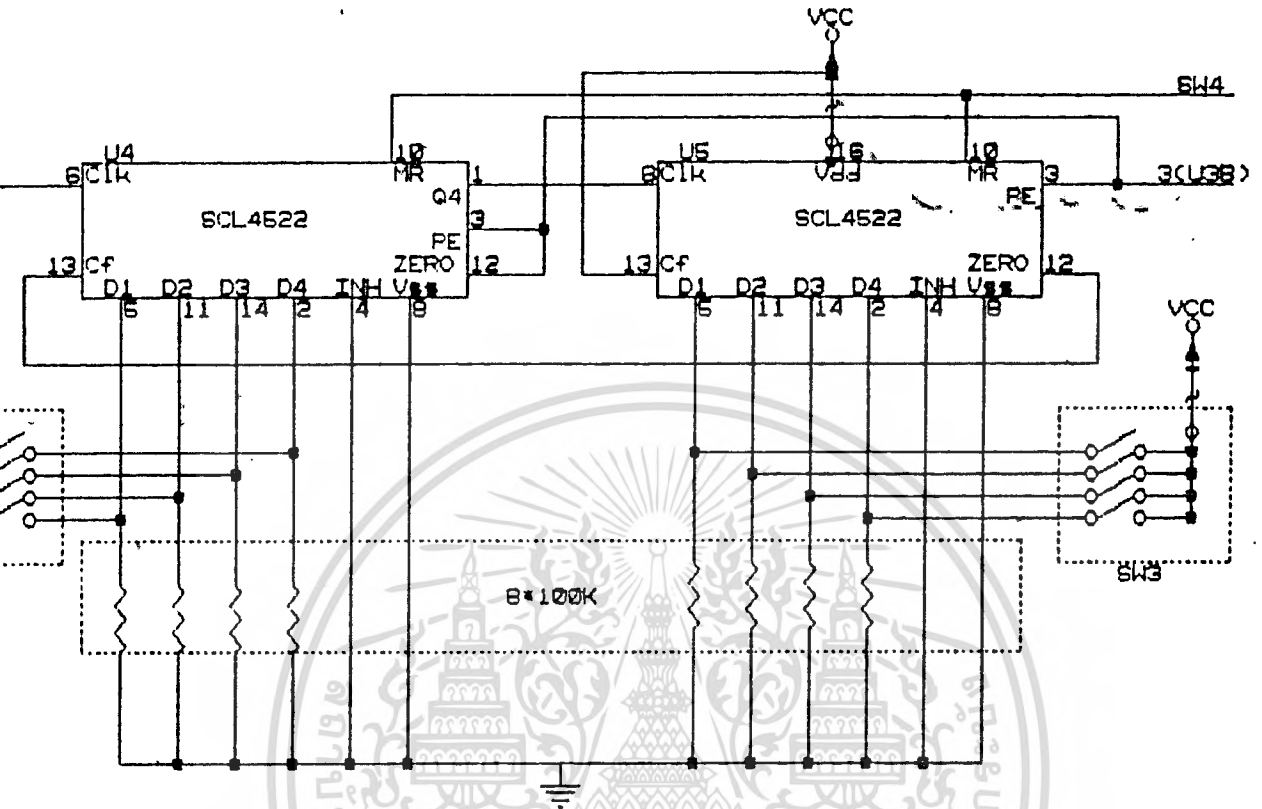 VCC
SW4
U4
10
6 Clk
MR
1
Q4
SCL4522
3
PE
13 Cf
ZERO 12
D1 D2 D3 D4 INH Vss
5 11 14 2 4 8
U5
16
10
6 Clk
Vdd
MR
3
3(U3B)
PE
SCL4522
13 Cf
ZERO 12
D1 D2 D3 D4 INH Vss
5 11 14 2 4 8
VCC
SW3
8*100K